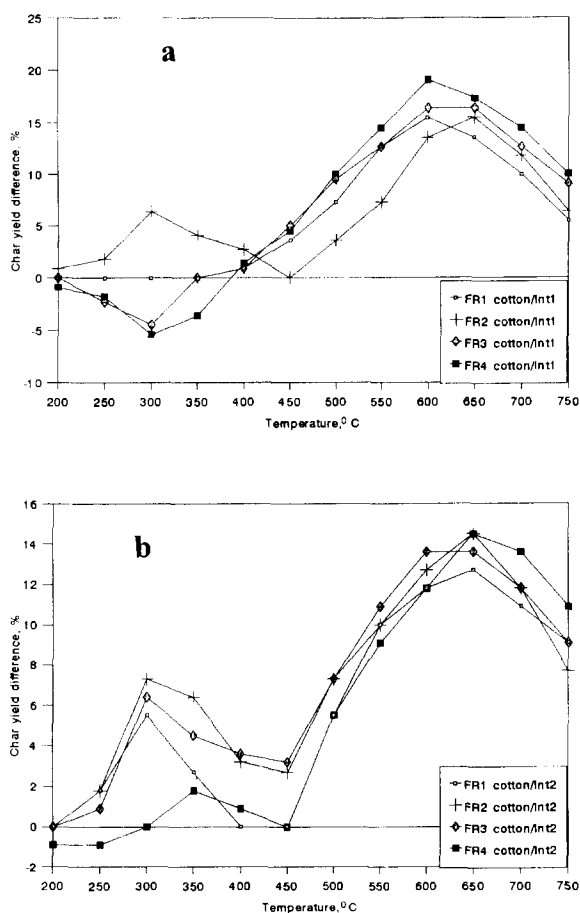 a
Char yield difference, %
25
20
15
10
5
0
-5
-10
200 250 300 350 400 450 500 550 600 650 700 750
Temperature,⁰ C
FR1 cotton/Int1
FR2 cotton/Int1
FR3 cotton/Int1
FR4 cotton/Int1
b
Char yield difference, %
16
14
12
10
8
6
4
2
0
-2
200 250 300 350 400 450 500 550 600 650 700 750
Temperature,⁰C
FR1 cotton/Int2
FR2 cotton/Int2
FR3 cotton/Int2
FR4 cotton/Int2